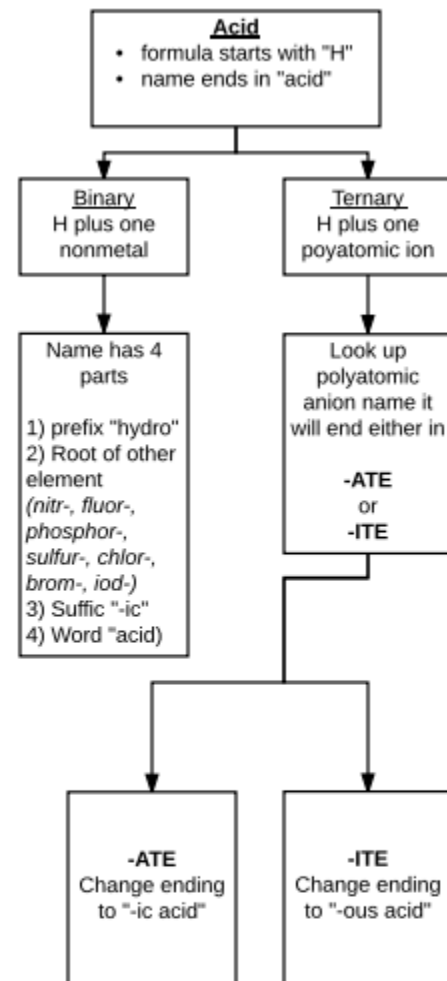 Acid
• formula starts with "H"
• name ends in "acid"
Binary
H plus one
nonmetal
Ternary
H plus one
poyatomic ion
Name has 4
parts
1) prefix "hydro"
2) Root of other
element
(nitr-, fluor-,
phosphor-,
sulfur-, chlor-,
brom-, iod-)
3) Suffic "-ic"
4) Word "acid)
Look up
polyatomic
anion name it
will end either in
-ATE
or
-ITE
-ATE
Change ending
to "-ic acid"
-ITE
Change ending
to "-ous acid"